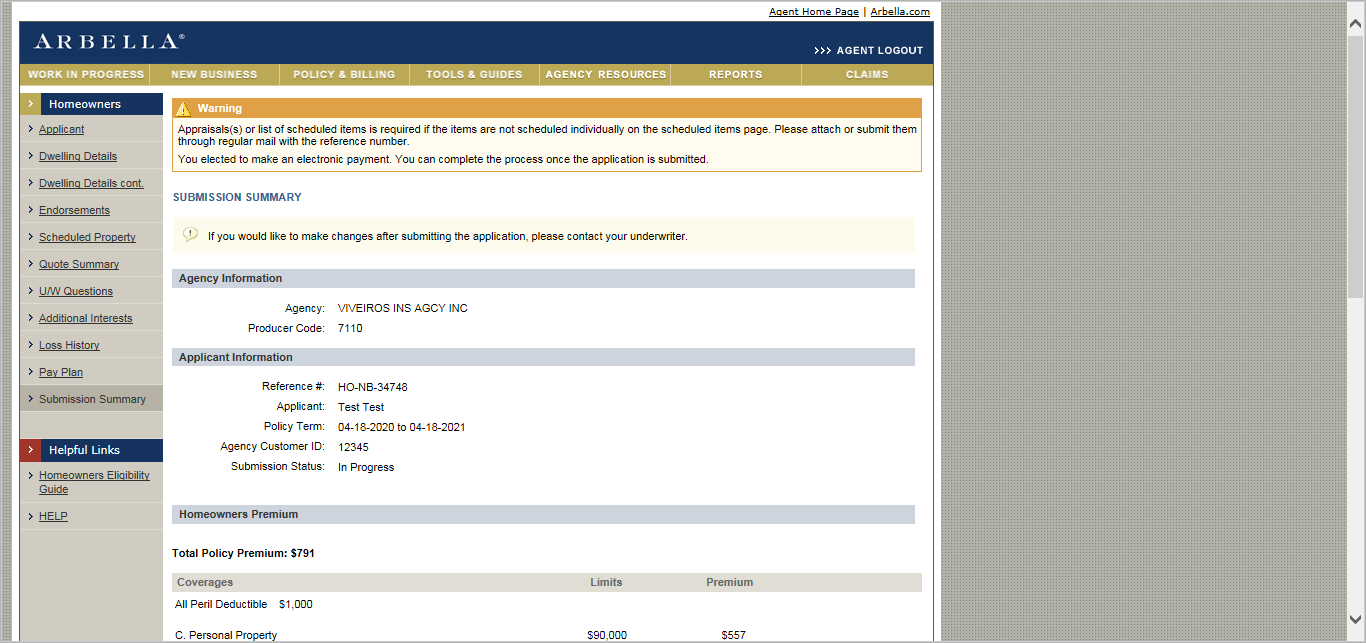 Agent Home Page | Arbella.com
ARBELLA®
>>> AGENT LOGOUT
WORK IN PROGRESS NEW BUSINESS POLICY & BILLING TOOLS & GUIDES AGENCY RESOURCES REPORTS CLAIMS
Homeowners
Applicant
Dwelling Details
Dwelling Details cont.
Endorsements
Scheduled Property
Quote Summary
U/W Questions
Additional Interests
Loss History
Pay Plan
Submission Summary
Helpful Links
Homeowners Eligibility
Guide
HELP
Warning
Appraisals(s) or list of scheduled items is required if the items are not scheduled individually on the scheduled items page. Please attach or submit them
through regular mail with the reference number.
You elected to make an electronic payment. You can complete the process once the application is submitted.
SUBMISSION SUMMARY
If you would like to make changes after submitting the application, please contact your underwriter.
Agency Information
Agency: VIVEIROS INS AGCY INC
Producer Code: 7110
Applicant Information
Reference #: HO-NB-34748
Applicant: Test Test
Policy Term: 04-18-2020 to 04-18-2021
Agency Customer ID: 12345
Submission Status: In Progress
Homeowners Premium
Total Policy Premium: $791
Coverages Limits Premium
All Peril Deductible $1,000
C. Personal Property $90,000 $557